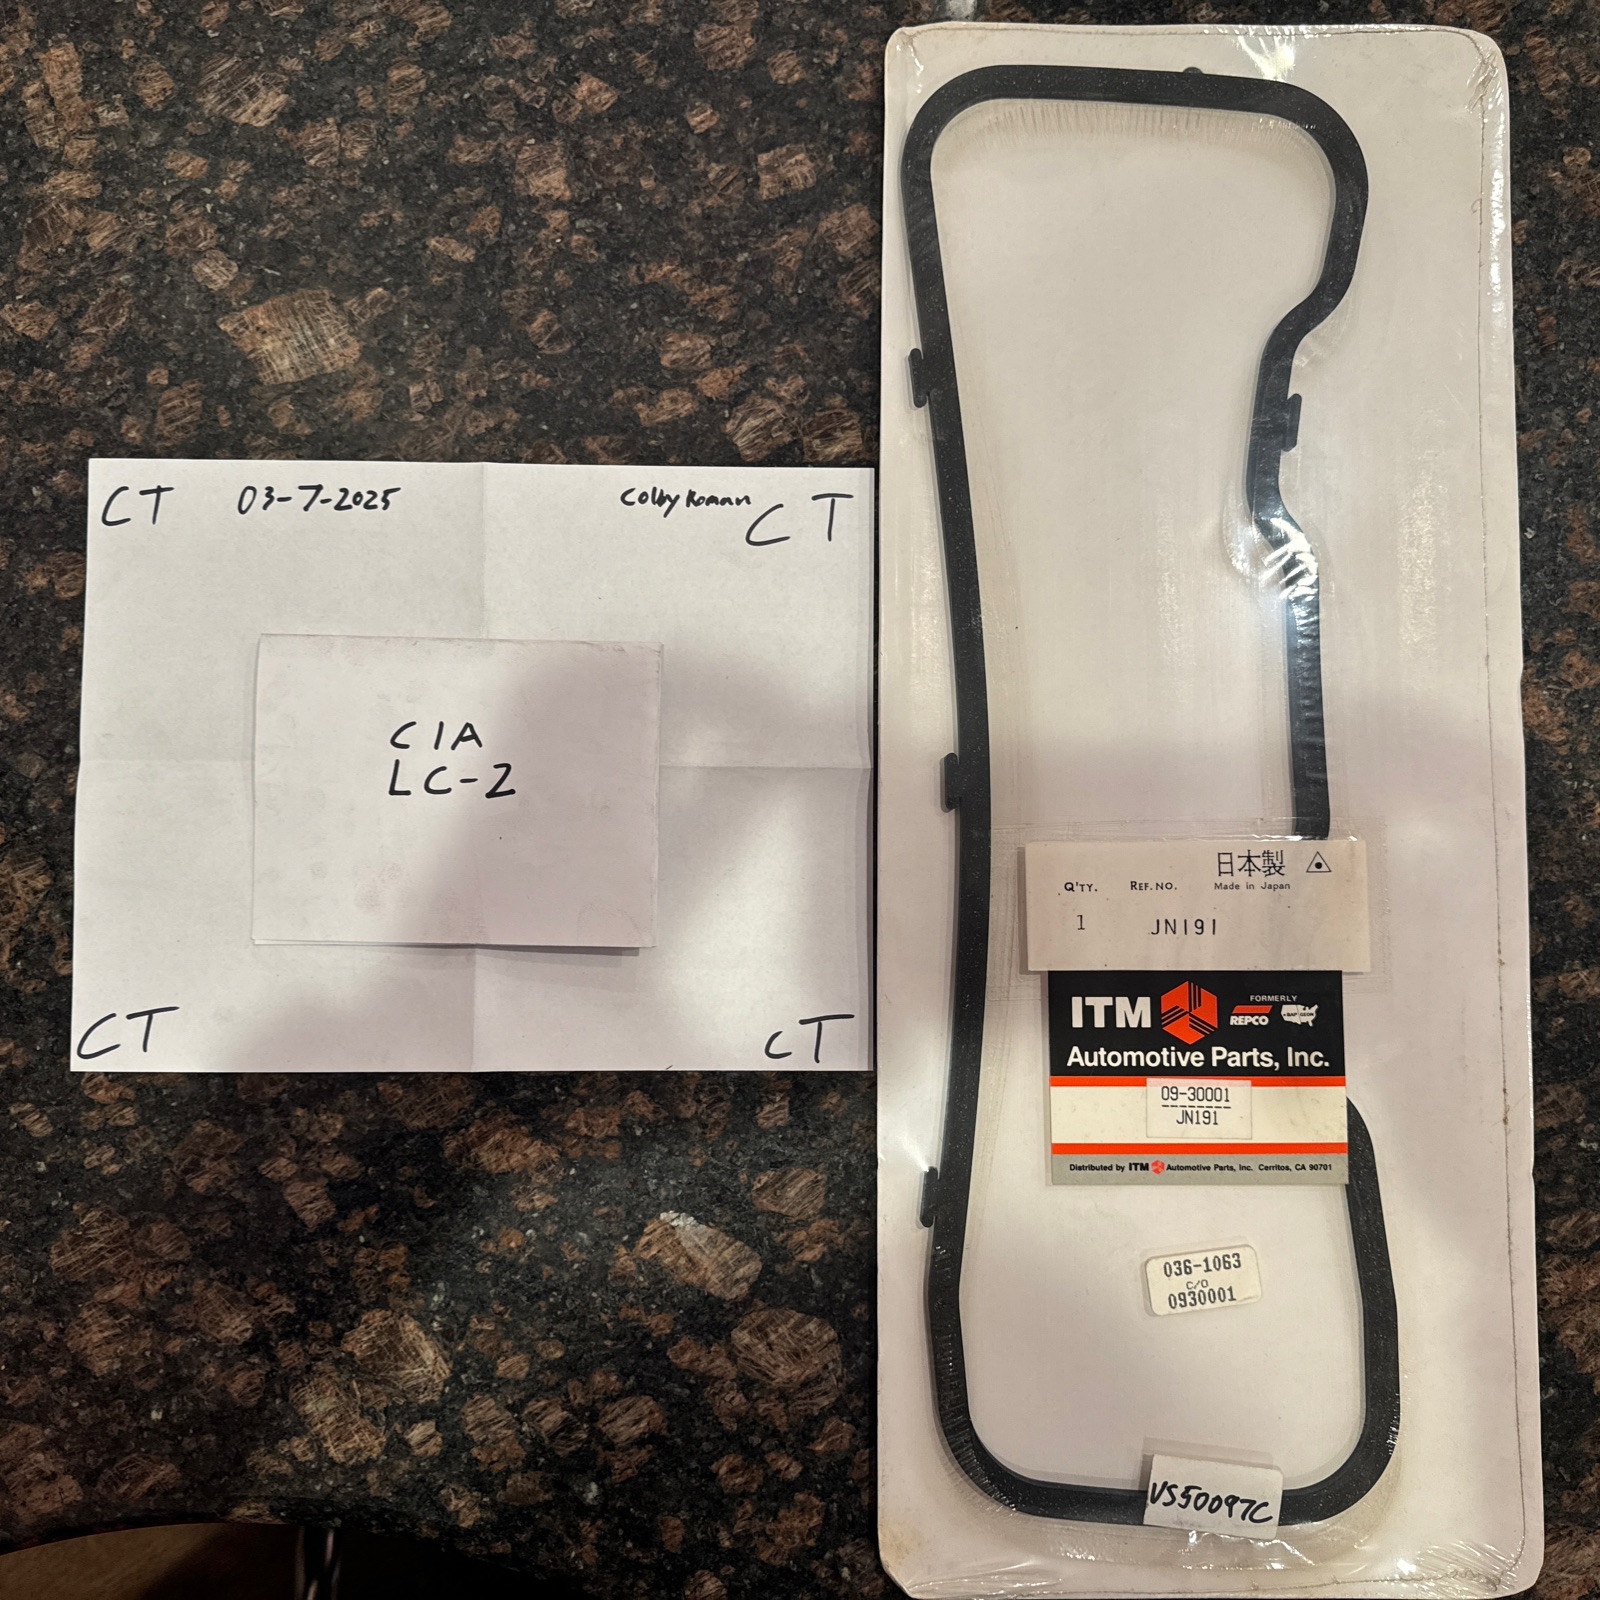 CT 03-7-2025 Colby Roman CT
CIA
LC-2
CT CT
日本製
Q'TY. REF. NO. Made in Japan
1 JN191
ITM FORMERLY
REPCO
Automotive Parts, Inc.
09-30001
JN191
Distributed by ITM Automotive Parts, Inc. Cerritos, CA 90701
036-1063
C/O
0930001
VS50097C